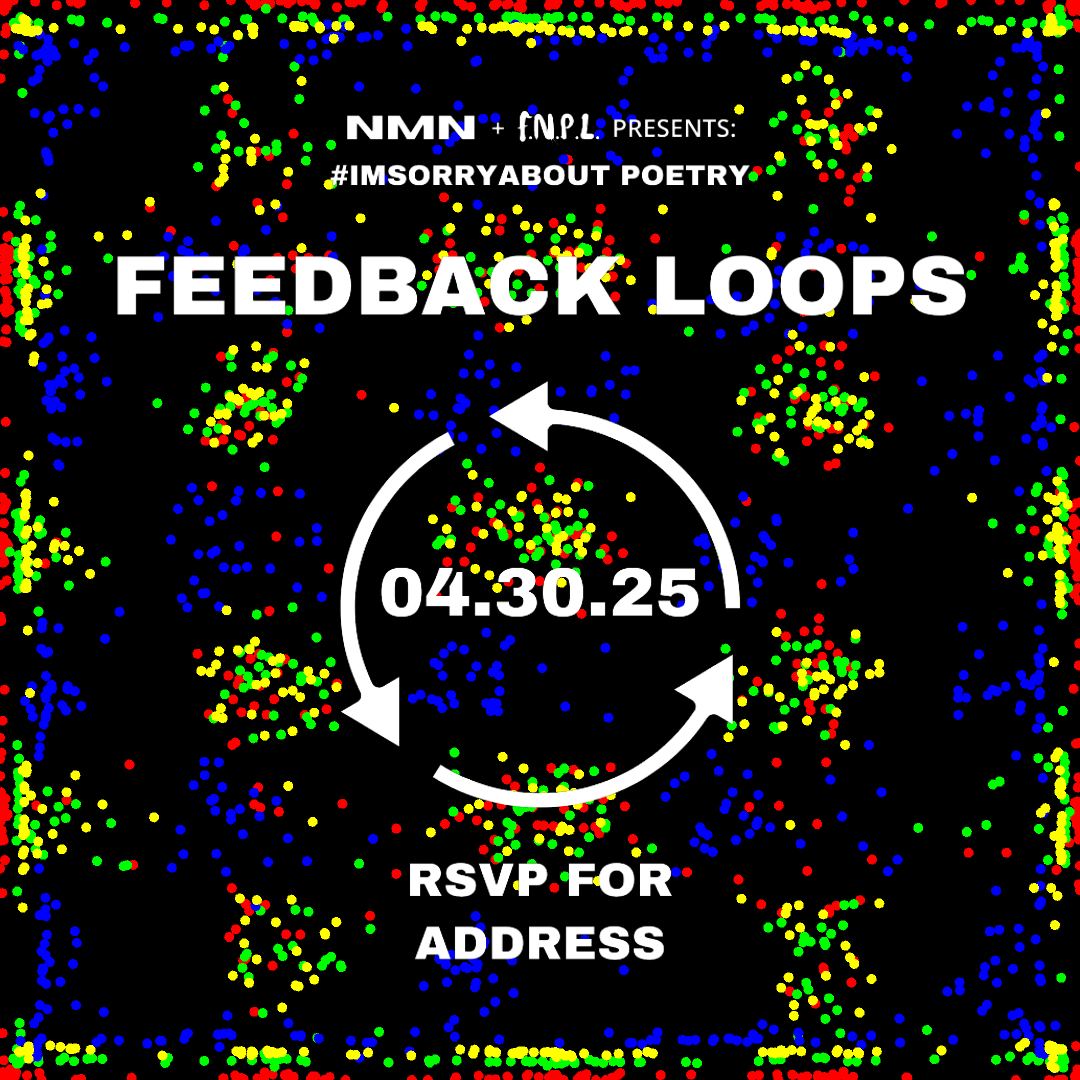 NMN + F.N.P.L. PRESENTS:
#IMSORRYABOUT POETRY
FEEDBACK LOOPS
04.30.25
RSVP FOR
ADDRESS